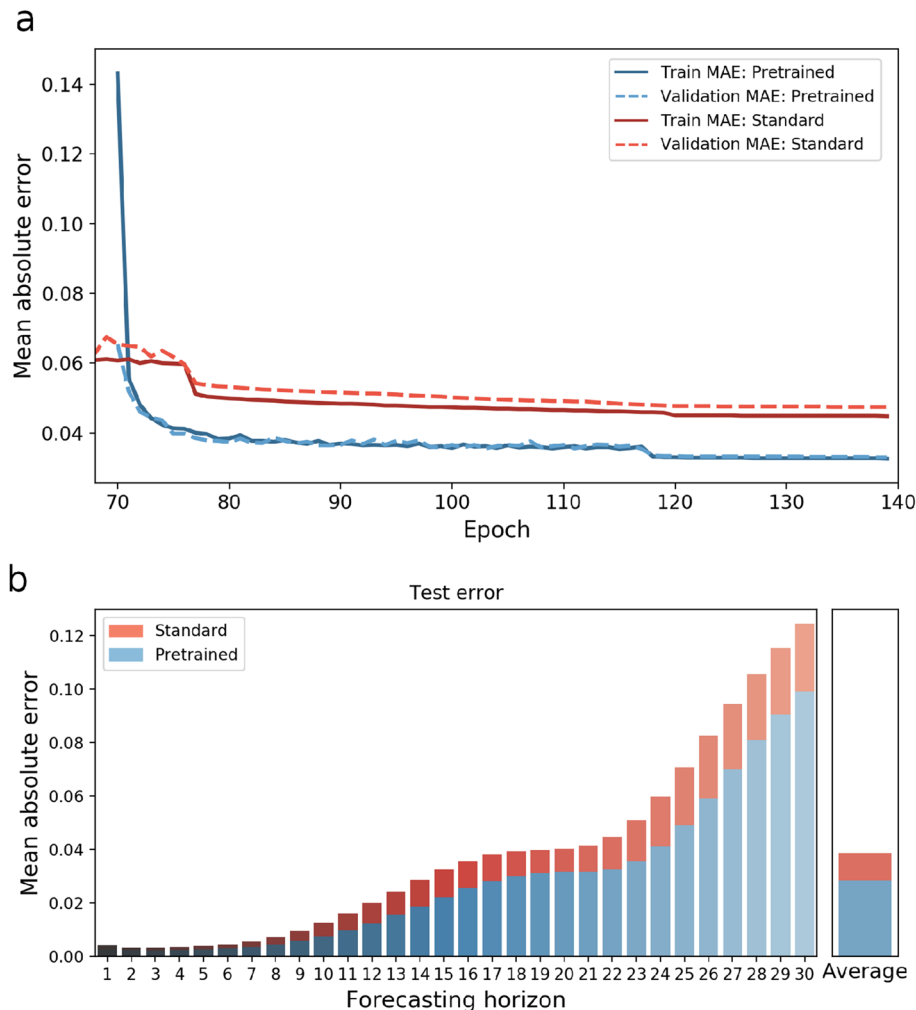 a
0.14
0.12
0.10
0.08
0.06
0.04
Mean absolute error
Train MAE: Pretrained
Validation MAE: Pretrained
Train MAE: Standard
Validation MAE: Standard
70 80 90 100 110 120 130 140
Epoch
b
Test error
0.12
0.10
0.08
0.06
0.04
0.02
0.00
Mean absolute error
Standard
Pretrained
1 2 3 4 5 6 7 8 9 10 11 12 13 14 15 16 17 18 19 20 21 22 23 24 25 26 27 28 29 30
Average
Forecasting horizon